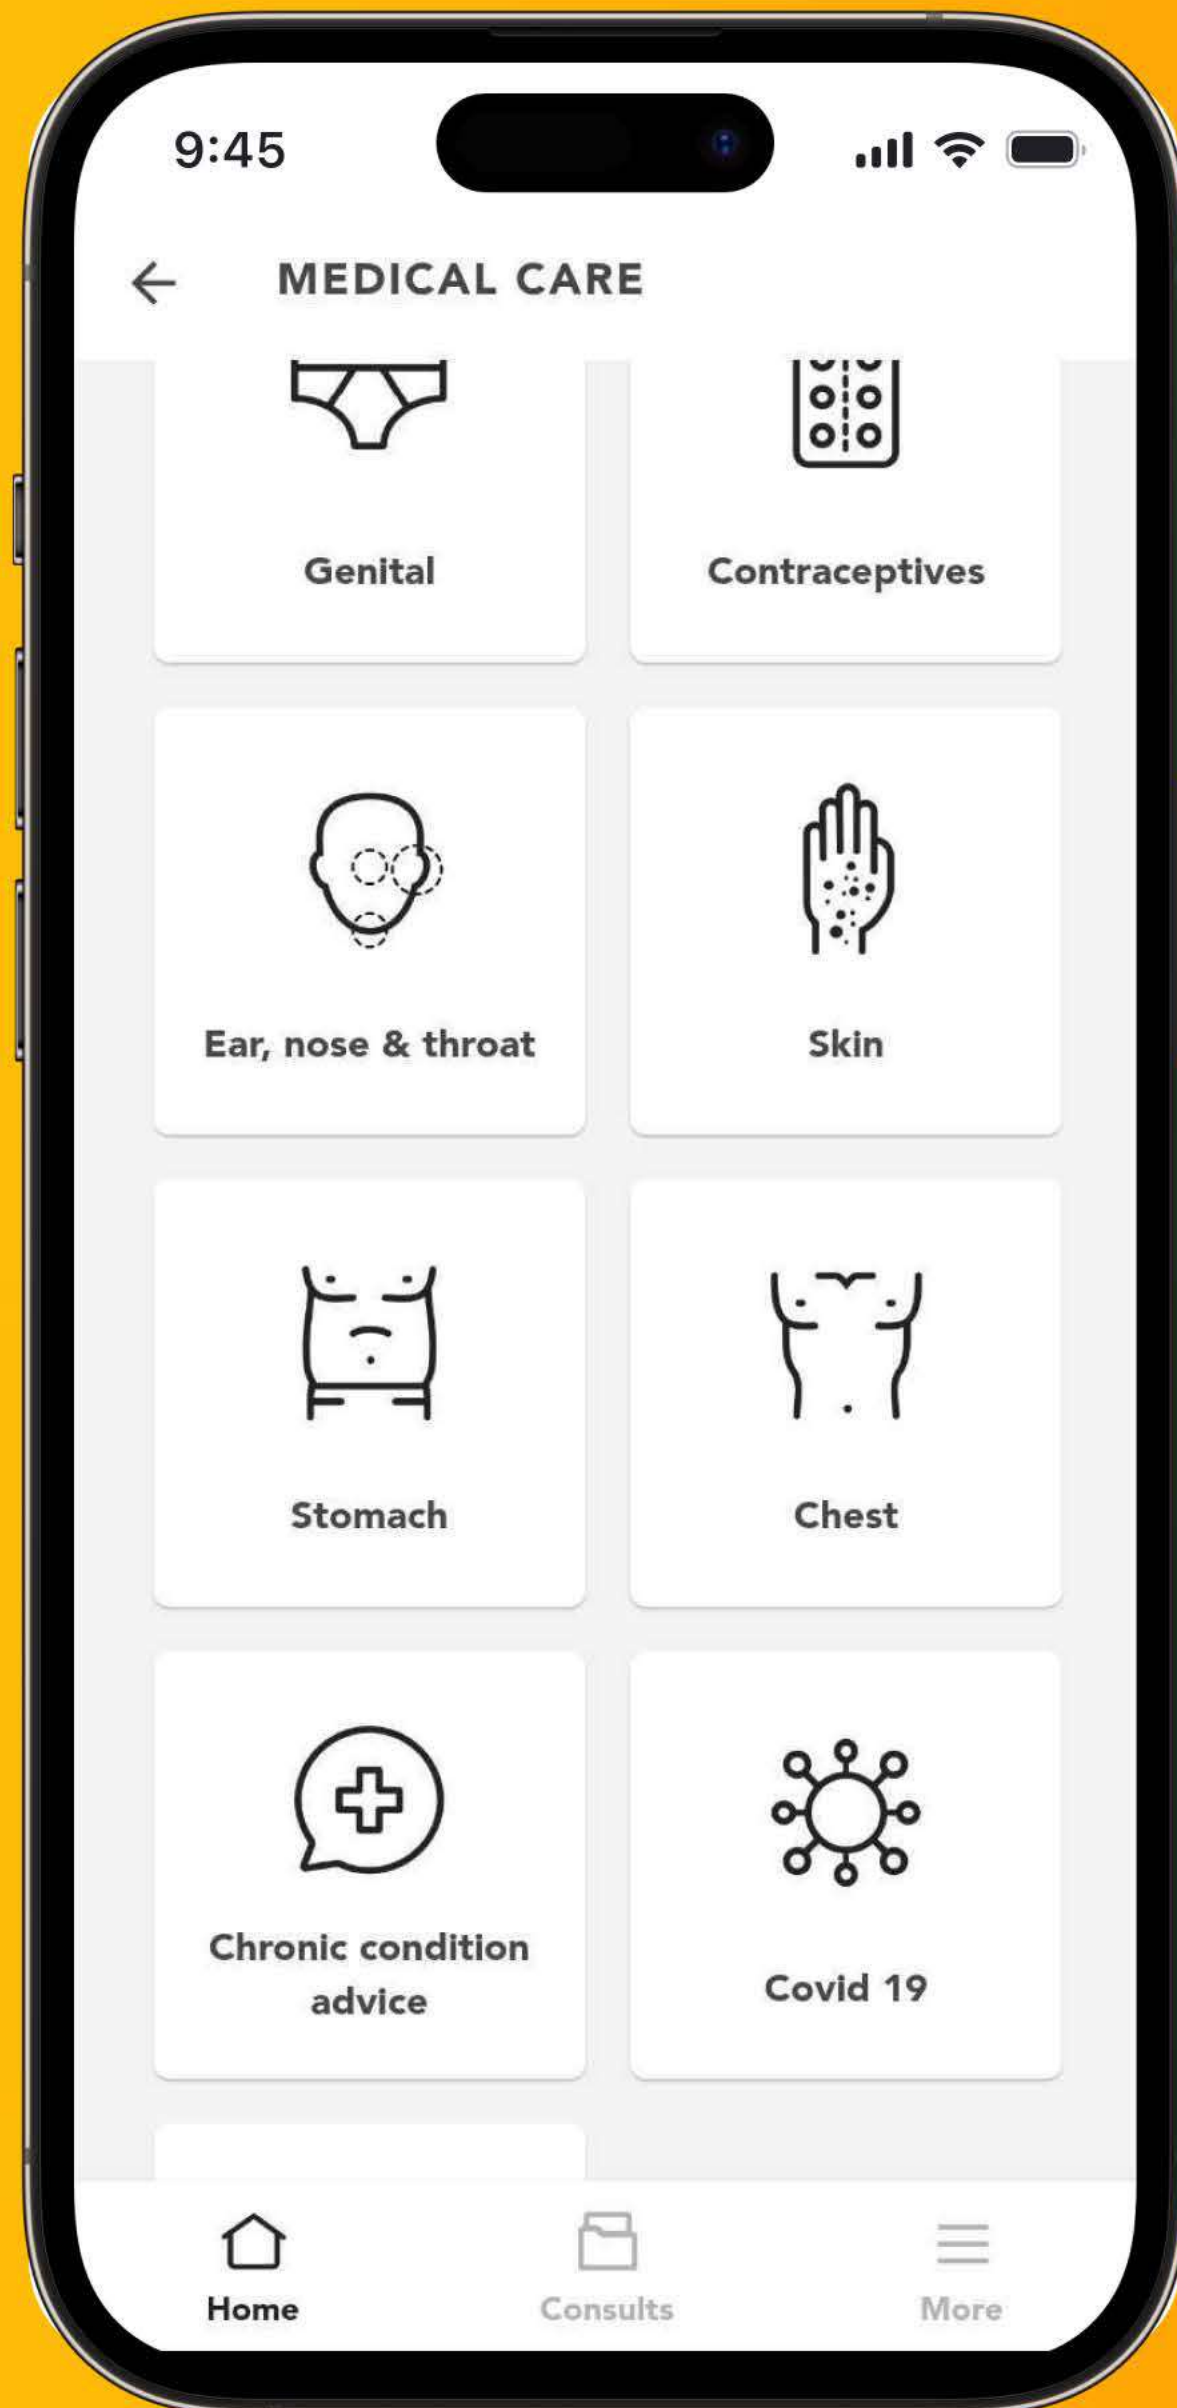 9:45
MEDICAL CARE
Genital
Contraceptives
Ear, nose & throat
Skin
Stomach
Chest
Chronic condition
advice
Covid 19
Home
Consults
More